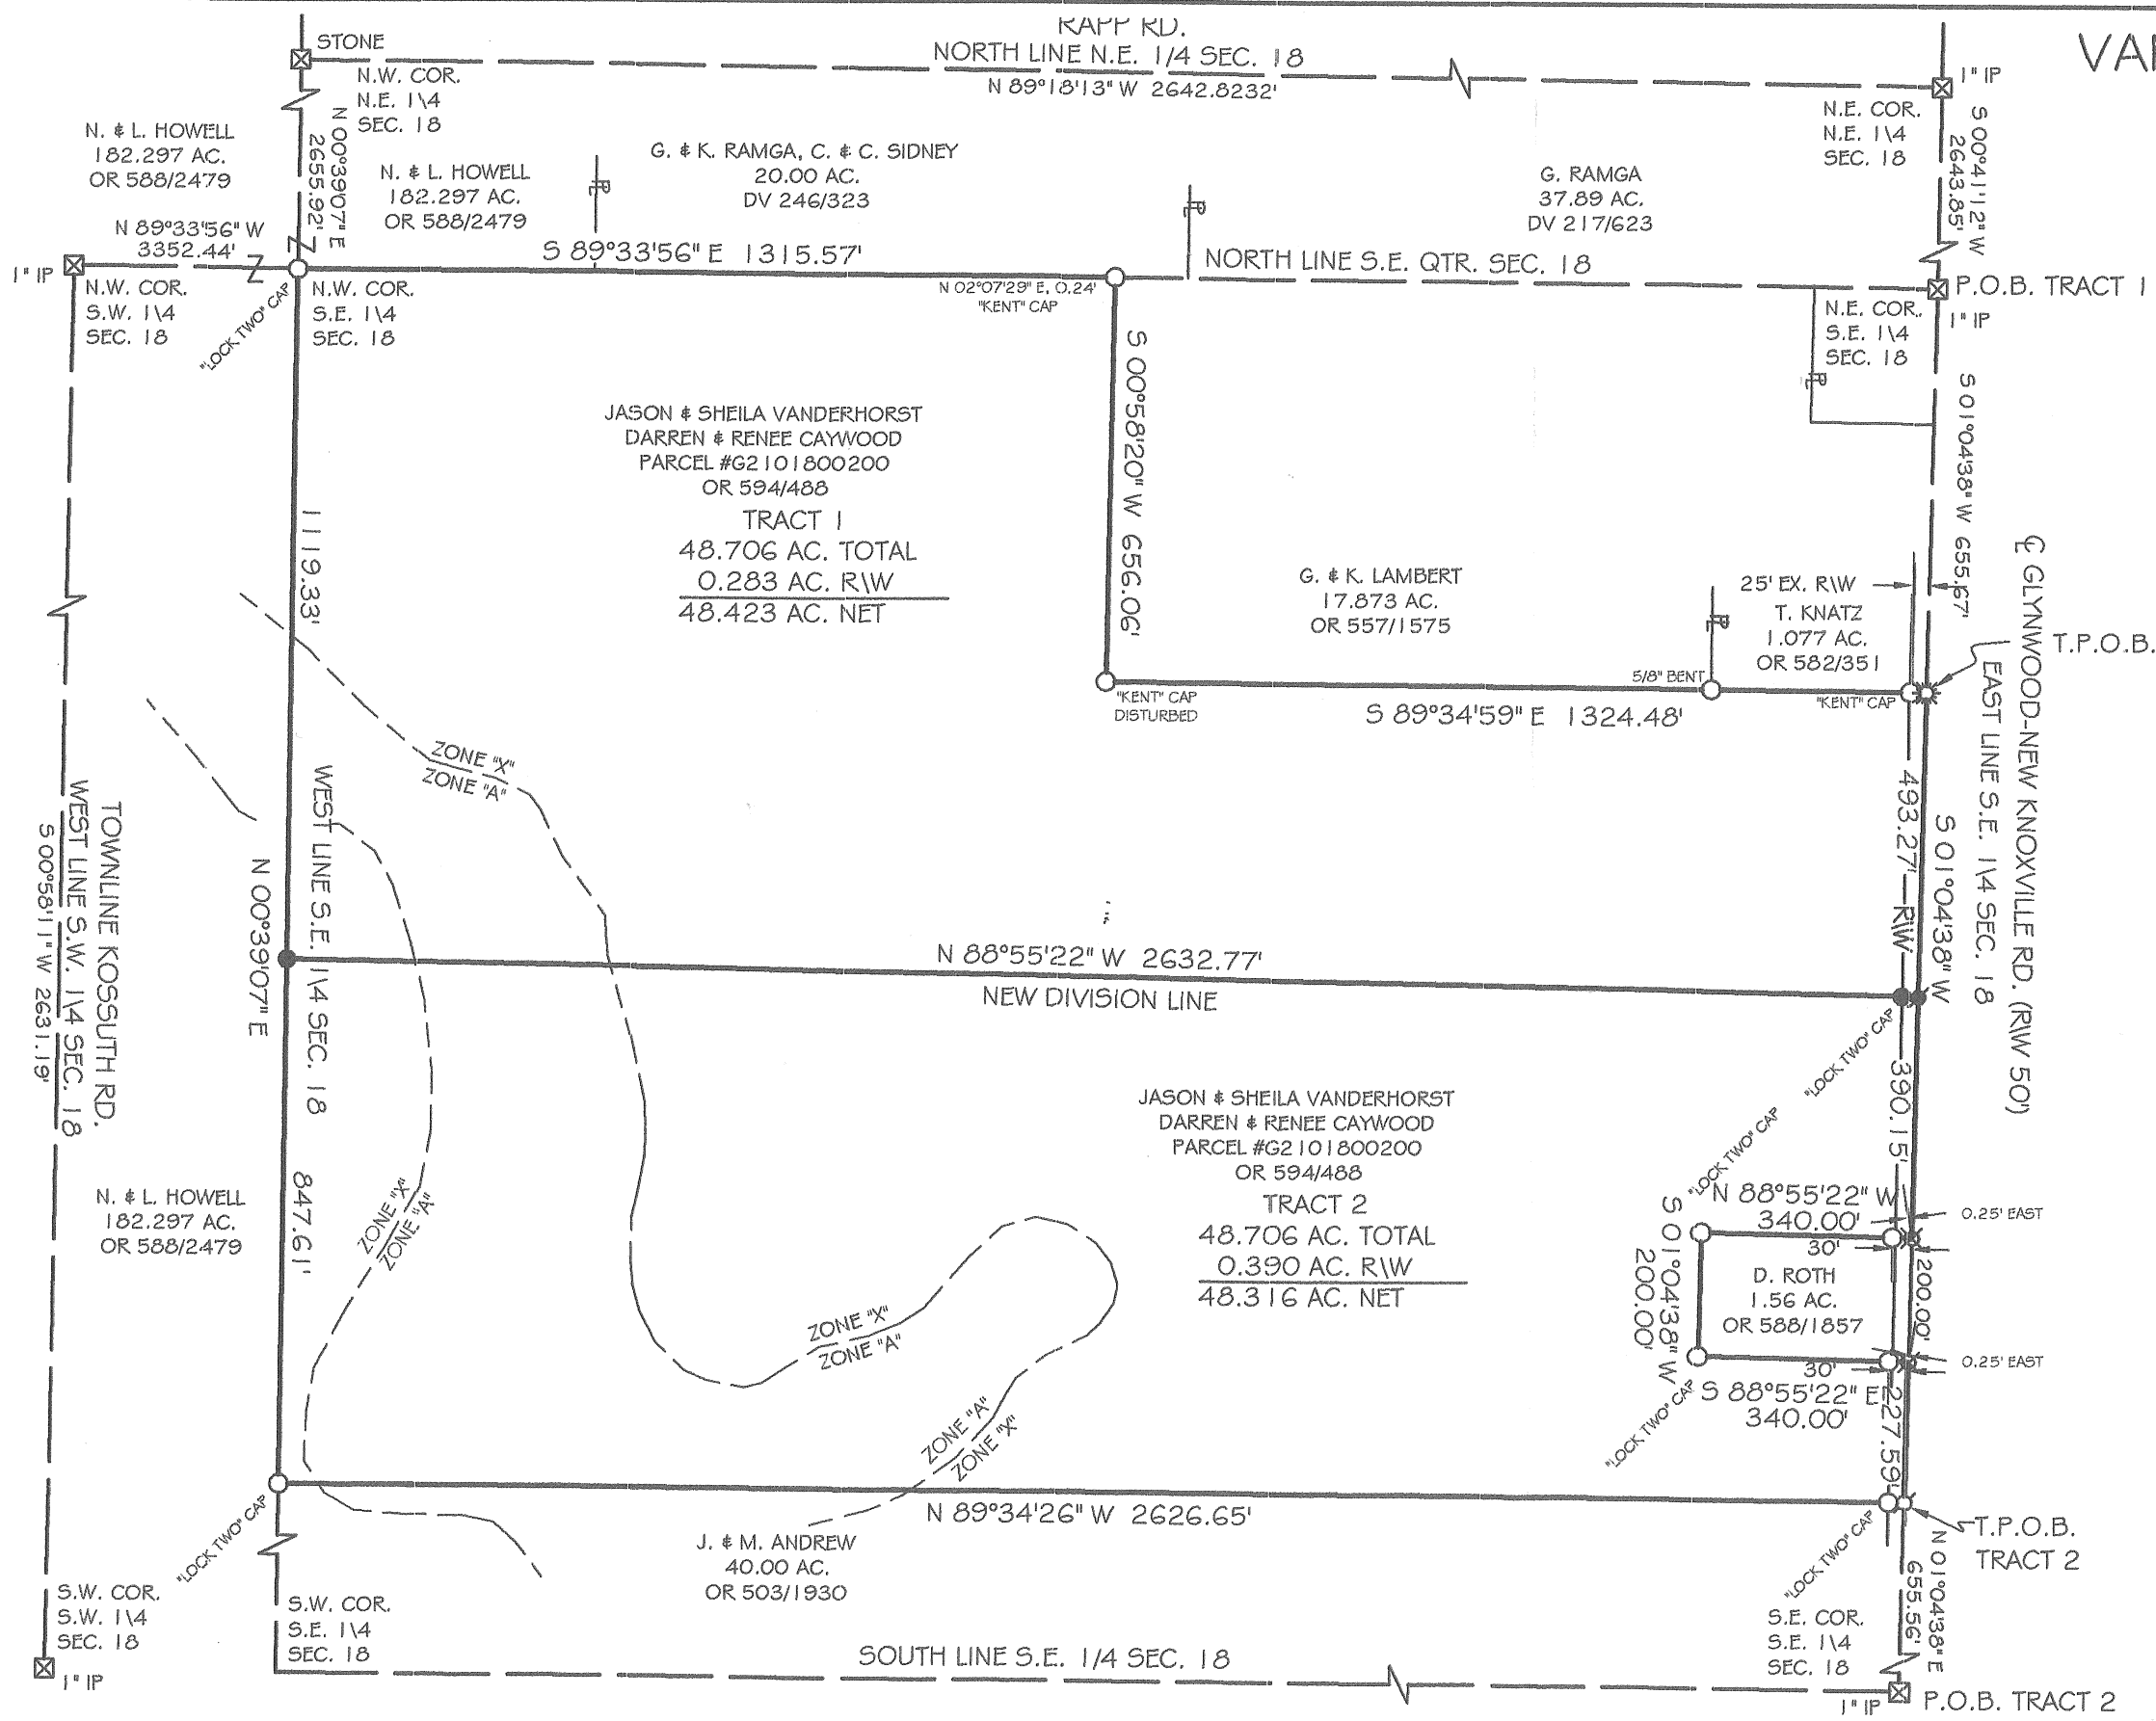 RAPP RD.
NORTH LINE N.E. 1/4 SEC. 18
N 89°18'13" W 2642.8232'
VAN
STONE
N.W. COR.
N.E. 1\4
SEC. 18
1" IP
N.E. COR.
N.E. 1\4
SEC. 18
S 00°41'12" W
2643.85'
N. & L. HOWELL
182.297 AC.
OR 588/2479
N 00°39'07" E
2655.92'
N. & L. HOWELL
182.297 AC.
OR 588/2479
G. & K. RAMGA, C. & C. SIDNEY
20.00 AC.
DV 246/323
G. RAMGA
37.89 AC.
DV 217/623
N 89°33'56" W
3352.44'
S 89°33'56" E 1315.57'
NORTH LINE S.E. QTR. SEC. 18
1" IP
N.W. COR.
S.W. 1\4
SEC. 18
"LOCK TWO" CAP
N.W. COR.
S.E. 1\4
SEC. 18
N 02°07'29" E, 0.24'
"KENT" CAP
P.O.B. TRACT 1
1" IP
N.E. COR.
S.E. 1\4
SEC. 18
S 01°04'38" W 655.67'
S 00°58'20" W 656.06'
JASON & SHEILA VANDERHORST
DARREN & RENEE CAYWOOD
PARCEL #G2101800200
OR 594/488
TRACT 1
48.706 AC. TOTAL
0.283 AC. R\W
48.423 AC. NET
1119.33'
G. & K. LAMBERT
17.873 AC.
OR 557/1575
25' EX. R\W
T. KNATZ
1.077 AC.
OR 582/351
5/8" BENT
"KENT" CAP
DISTURBED
S 89°34'59" E 1324.48'
"KENT" CAP
T.P.O.B.
℄ GLYNWOOD-NEW KNOXVILLE RD. (R\W 50')
EAST LINE S.E. 1\4 SEC. 18
S 01°04'38" W
493.27'
R\W
ZONE "X"
ZONE "A"
TOWNLINE KOSSUTH RD.
WEST LINE S.W. 1\4 SEC. 18
S 00°58'11" W 2631.19'
N 00°39'07" E
WEST LINE S.E. 1\4 SEC. 18
N 88°55'22" W 2632.77'
NEW DIVISION LINE
"LOCK TWO" CAP
390.15'
JASON & SHEILA VANDERHORST
DARREN & RENEE CAYWOOD
PARCEL #G2101800200
OR 594/488
TRACT 2
48.706 AC. TOTAL
0.390 AC. R\W
48.316 AC. NET
"LOCK TWO" CAP
N 88°55'22" W
340.00'
30'
0.25' EAST
S 01°04'38" W
200.00'
D. ROTH
1.56 AC.
OR 588/1857
200.00'
30'
0.25' EAST
S 88°55'22" E
340.00'
"LOCK TWO" CAP
227.59'
N. & L. HOWELL
182.297 AC.
OR 588/2479
847.61'
ZONE "X"
ZONE "A"
ZONE "X"
ZONE "A"
ZONE "A"
ZONE "X"
N 89°34'26" W 2626.65'
"LOCK TWO" CAP
J. & M. ANDREW
40.00 AC.
OR 503/1930
"LOCK TWO" CAP
T.P.O.B.
TRACT 2
N 01°04'38" E
655.56'
S.W. COR.
S.W. 1\4
SEC. 18
1" IP
S.W. COR.
S.E. 1\4
SEC. 18
SOUTH LINE S.E. 1/4 SEC. 18
S.E. COR.
S.E. 1\4
SEC. 18
1" IP
P.O.B. TRACT 2